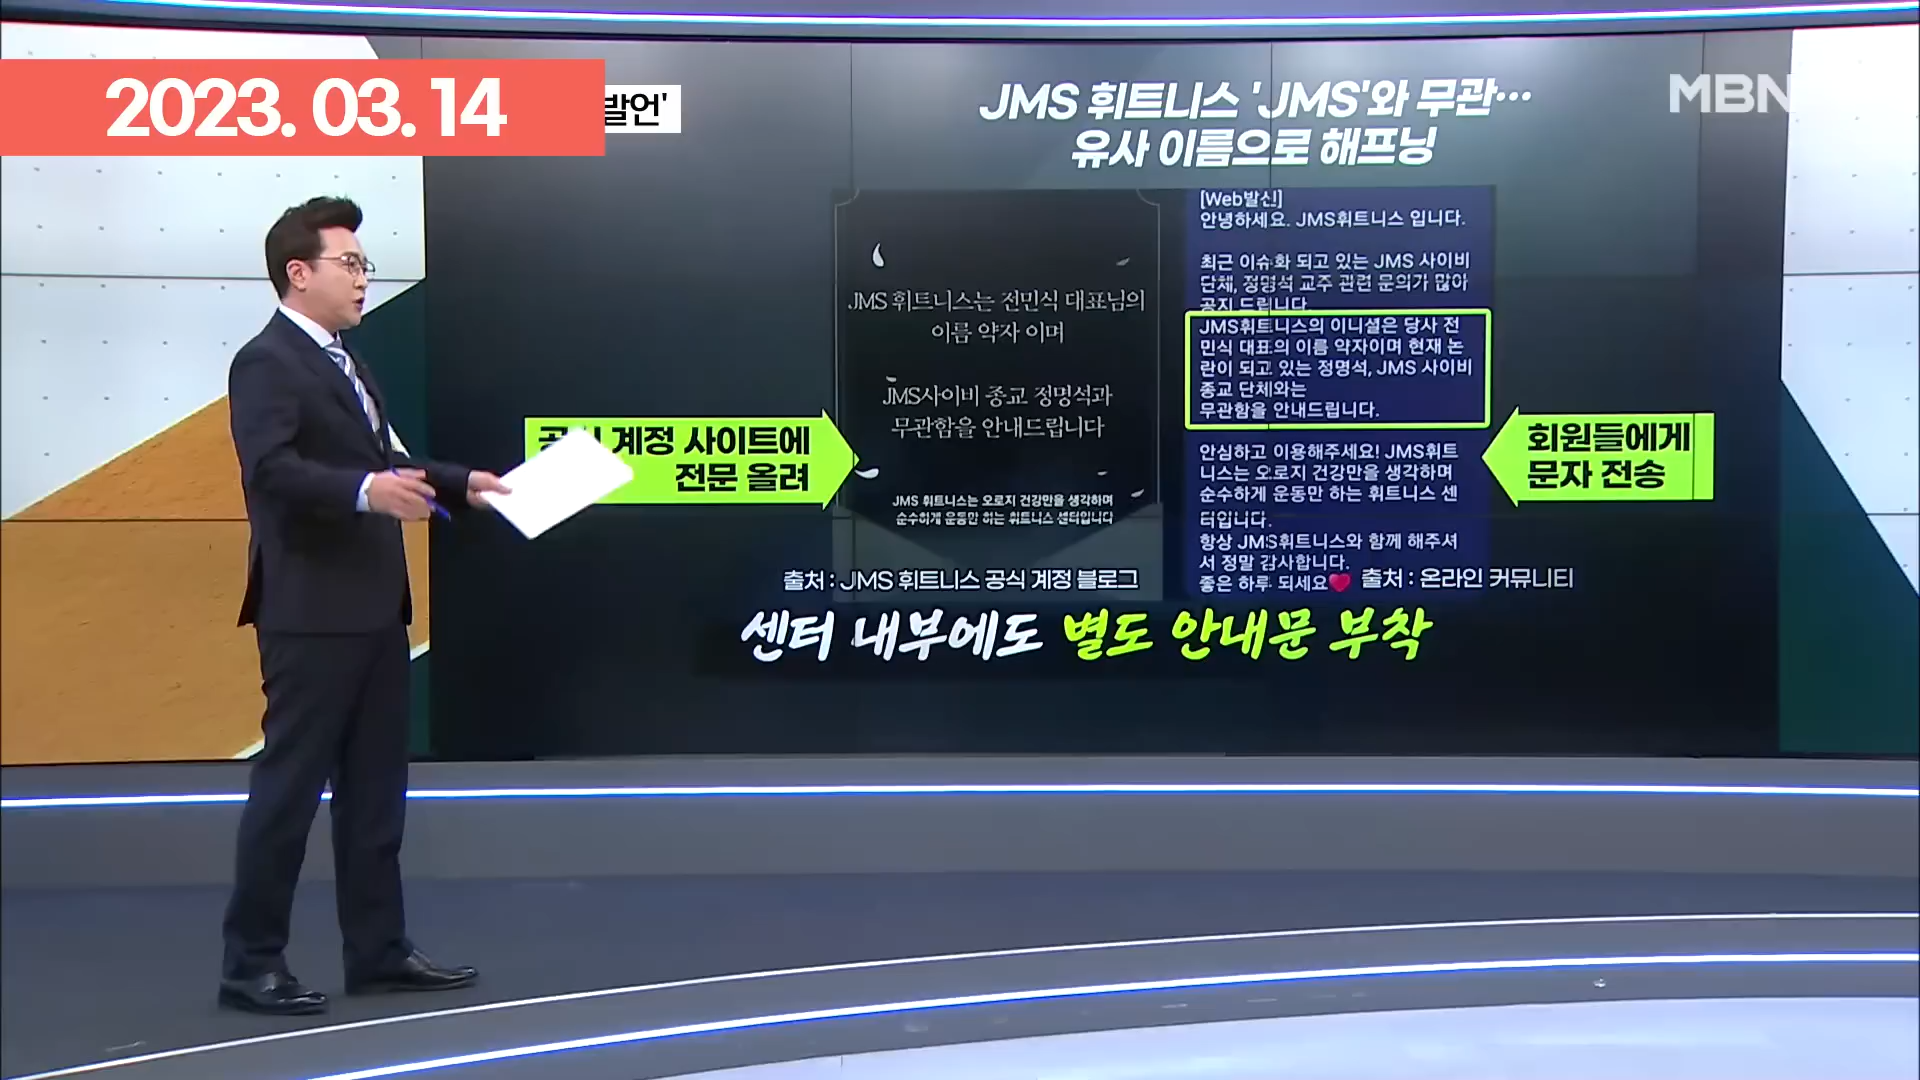 2023. 03. 14
발언'
MBN
JMS 휘트니스 'JMS'와 무관…
유사 이름으로 해프닝
JMS 휘트니스는 전민식 대표님의
이름 약자 이며
JMS사이비 종교 정명석과
무관함을 안내드립니다
JMS 휘트니스는 오로지 건강만을 생각하며
순수하게 운동만 하는 휘트니스 센터입니다
[Web발신]
안녕하세요. JMS휘트니스 입니다.
최근 이슈화 되고 있는 JMS 사이비
단체, 정명석 교주 관련 문의가 많아
공지 드립니다.
JMS휘트니스의 이니셜은 당사 전
민식 대표의 이름 약자이며 현재 논
란이 되고 있는 정명석, JMS 사이비
종교 단체와는
무관함을 안내드립니다.
안심하고 이용해주세요! JMS휘트
니스는 오로지 건강만을 생각하며
순수하게 운동만 하는 휘트니스 센
터입니다.
항상 JMS휘트니스와 함께 해주셔
서 정말 감사합니다.
좋은 하루 되세요❤
계정 사이트에
전문 올려
회원들에게
문자 전송
출처 : JMS 휘트니스 공식 계정 블로그
출처 : 온라인 커뮤니티
센터 내부에도 별도 안내문 부착